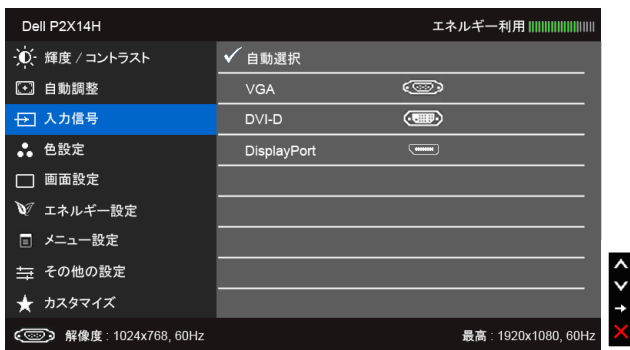 Dell P2X14H
エネルギー利用
輝度 / コントラスト
自動選択
自動調整
VGA
入力信号
DVI-D
色設定
DisplayPort
画面設定
エネルギー設定
メニュー設定
その他の設定
カスタマイズ
解像度 : 1024x768, 60Hz
最高 : 1920x1080, 60Hz